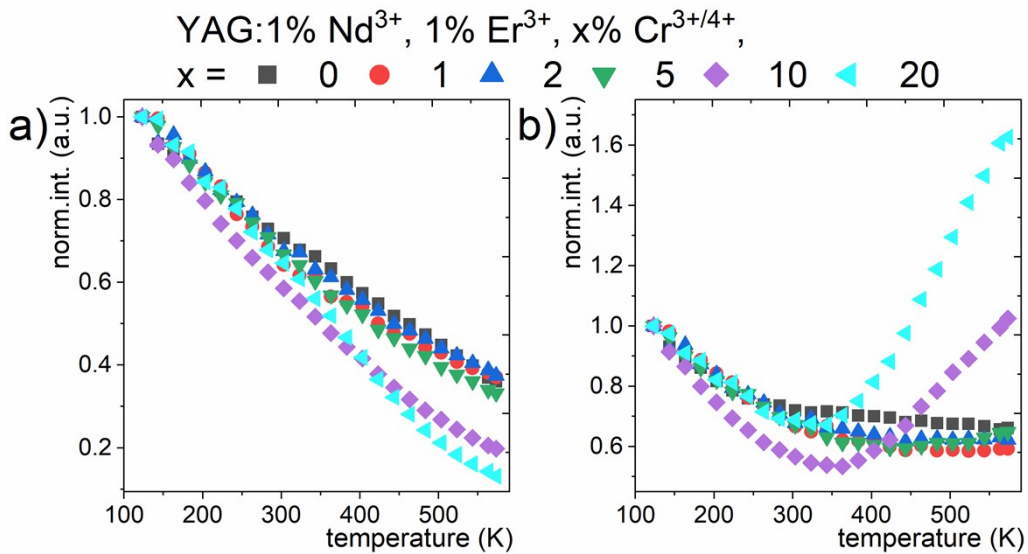 YAG:1% Nd³⁺, 1% Er³⁺, x% Cr³⁺/⁴⁺,
x = 0 1 2 5 10 20
a)
norm.int. (a.u.)
1.0
0.8
0.6
0.4
0.2
100 200 300 400 500
temperature (K)
b)
norm.int. (a.u.)
1.6
1.4
1.2
1.0
0.8
0.6
100 200 300 400 500
temperature (K)